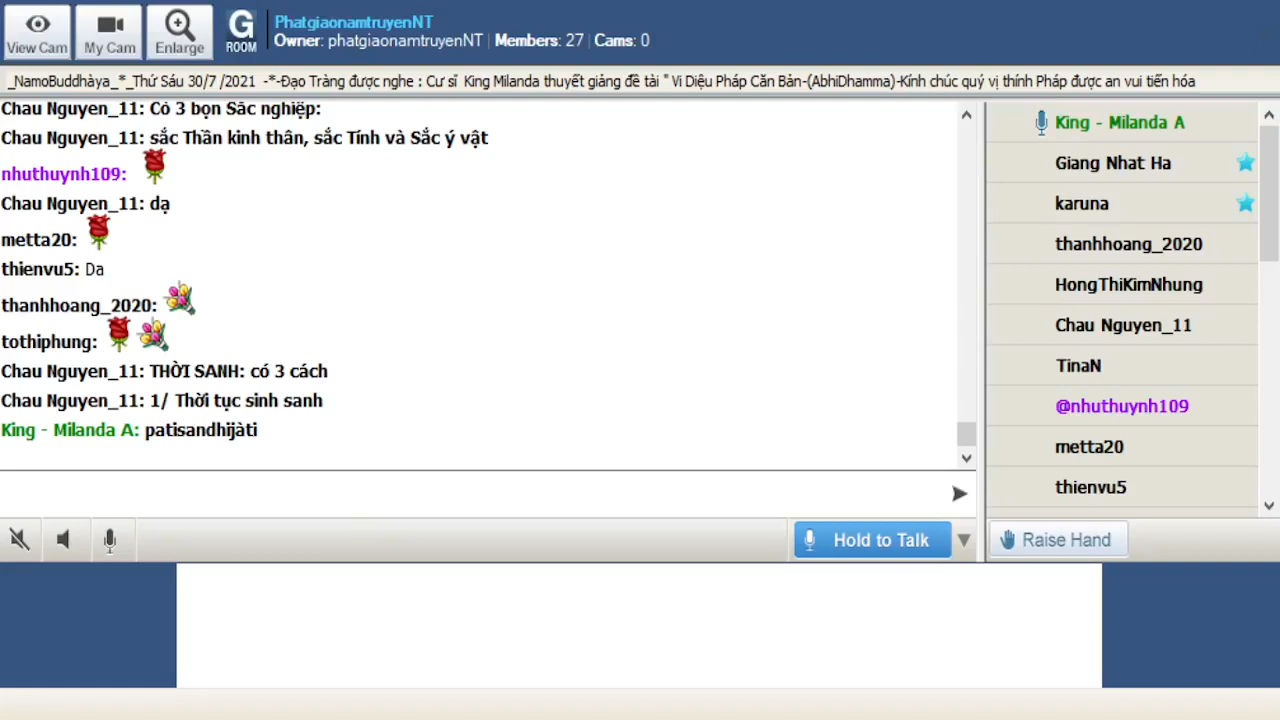 View Cam
My Cam
Enlarge
G
ROOM
PhatgiaonamtruyenNT
Owner: phatgiaonamtruyenNT | Members: 27 | Cams: 0
_NamoBuddhàya_*_Thứ Sáu 30/7 /2021 -*-Đạo Tràng được nghe : Cư sĩ King Milanda thuyết giảng đề tài " Vi Diệu Pháp Căn Bản-(AbhiDhamma)-Kính chúc quý vị thính Pháp được an vui tiến hóa
Chau Nguyen_11: Có 3 bọn Sắc nghiệp:
Chau Nguyen_11: sắc Thần kinh thân, sắc Tính và Sắc ý vật
nhuthuynh109:
Chau Nguyen_11: dạ
metta20:
thienvu5: Da
thanhhoang_2020:
tothiphung:
Chau Nguyen_11: THỜI SANH: có 3 cách
Chau Nguyen_11: 1/ Thời tục sinh sanh
King - Milanda A: patisandhijàti
King - Milanda A
Giang Nhat Ha
karuna
thanhhoang_2020
HongThiKimNhung
Chau Nguyen_11
TinaN
@nhuthuynh109
metta20
thienvu5
Hold to Talk
Raise Hand